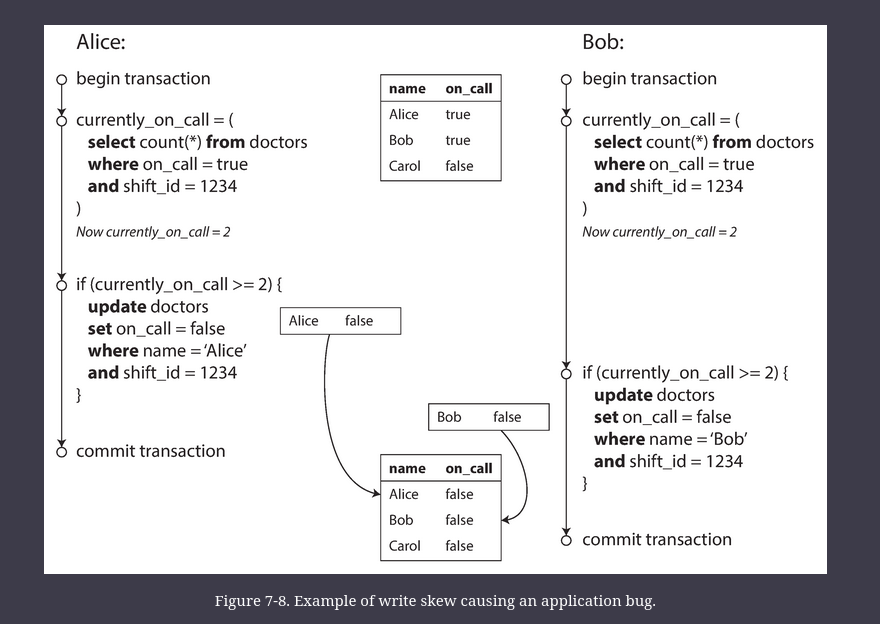 Alice:
begin transaction
currently_on_call = (
select count(*) from doctors
where on_call = true
and shift_id = 1234
)
Now currently_on_call = 2
if (currently_on_call >= 2) {
update doctors
set on_call = false
where name = ‘Alice’
and shift_id = 1234
}
commit transaction
name on_call
Alice true
Bob true
Carol false
Alice false
Bob false
name on_call
Alice false
Bob false
Carol false
Bob:
begin transaction
currently_on_call = (
select count(*) from doctors
where on_call = true
and shift_id = 1234
)
Now currently_on_call = 2
if (currently_on_call >= 2) {
update doctors
set on_call = false
where name = ‘Bob’
and shift_id = 1234
}
commit transaction
Figure 7-8. Example of write skew causing an application bug.